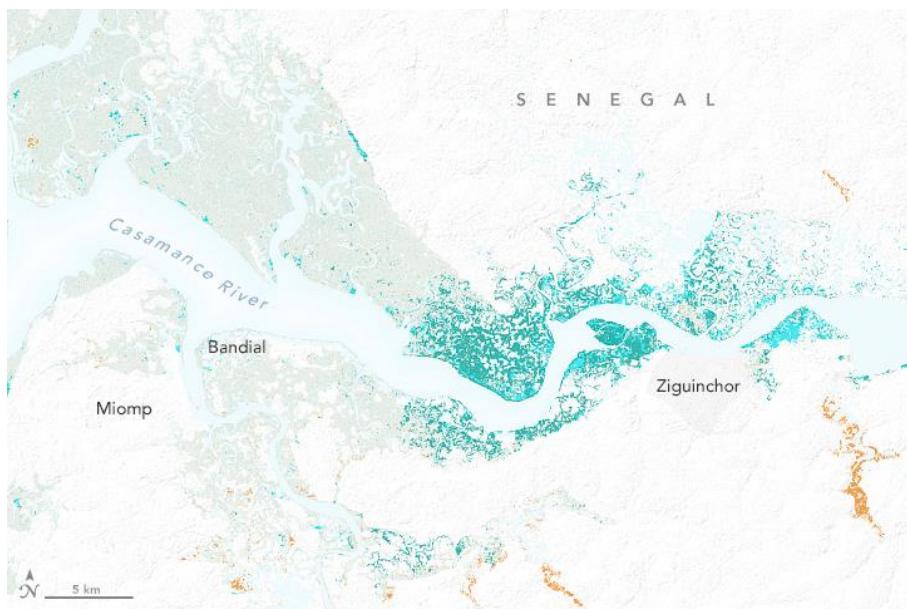 SENEGAL
Casamance River
Bandial
Ziguinchor
Miomp
N
5 km